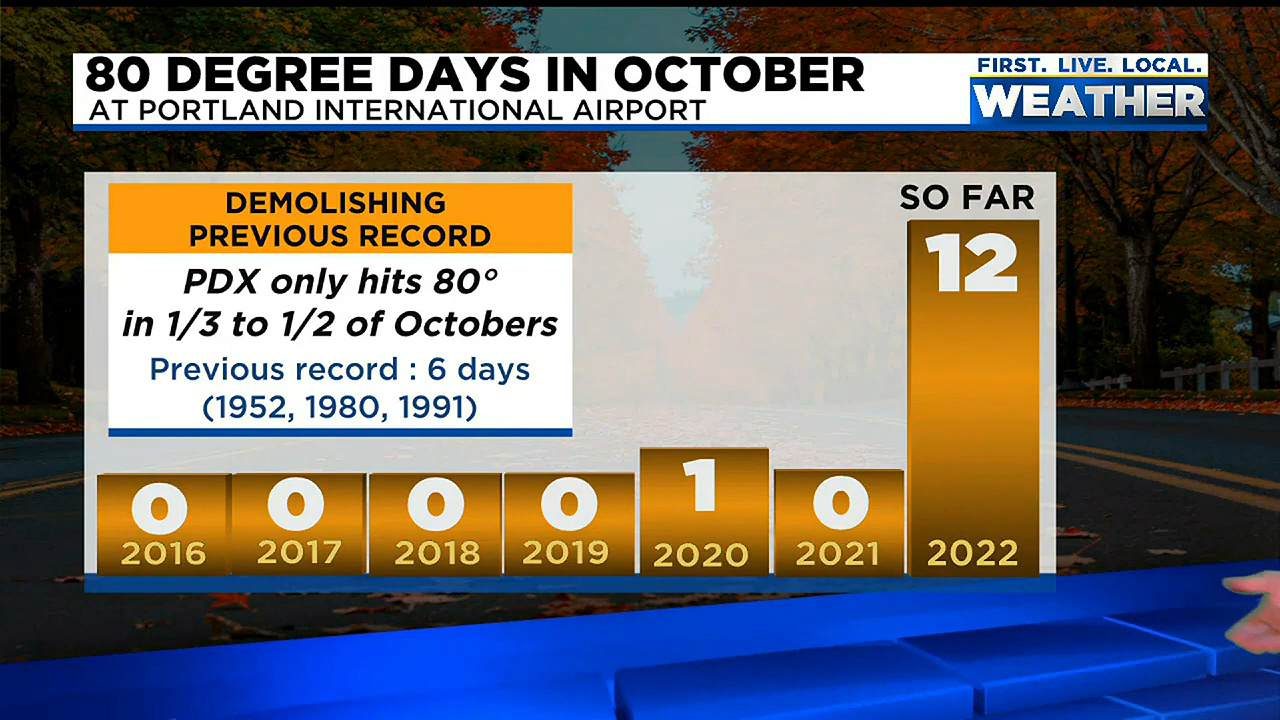 80 DEGREE DAYS IN OCTOBER
AT PORTLAND INTERNATIONAL AIRPORT
FIRST. LIVE. LOCAL.
WEATHER
DEMOLISHING
PREVIOUS RECORD
PDX only hits 80°
in 1/3 to 1/2 of Octobers
Previous record : 6 days
(1952, 1980, 1991)
SO FAR
0
2016
0
2017
0
2018
0
2019
1
2020
0
2021
12
2022